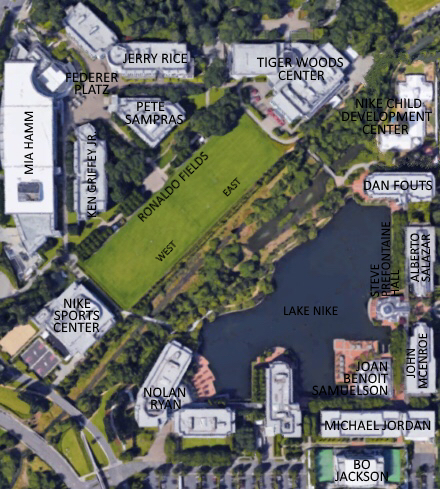 JERRY RICE
TIGER WOODS
CENTER
FEDERER
PLATZ
PETE
SAMPRAS
NIKE CHILD
DEVELOPMENT
CENTER
MIA HAMM
KEN GRIFFEY JR.
RONALDO FIELDS
EAST
WEST
DAN FOUTS
STEVE
PREFONTAINE
HALL
ALBERTO
SALAZAR
NIKE
SPORTS
CENTER
LAKE NIKE
JOHN
MCENROE
JOAN
BENOIT
SAMUELSON
NOLAN
RYAN
MICHAEL JORDAN
BO
JACKSON